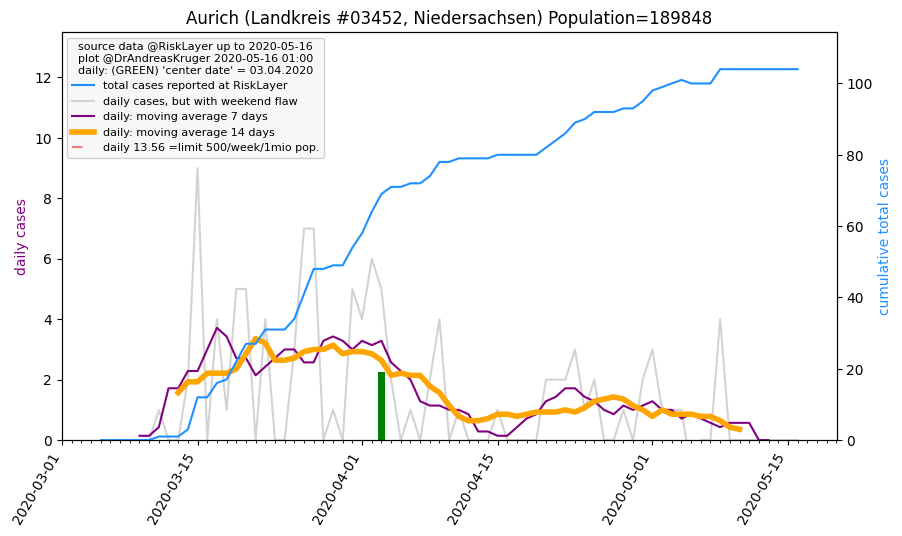 Aurich (Landkreis #03452, Niedersachsen) Population=189848
source data @RiskLayer up to 2020-05-16
plot @DrAndreasKruger 2020-05-16 01:00
daily: (GREEN) 'center date' = 03.04.2020
total cases reported at RiskLayer
daily cases, but with weekend flaw
daily: moving average 7 days
daily: moving average 14 days
daily 13.56 =limit 500/week/1mio pop.
daily cases
12
10
8
6
4
2
0
cumulative total cases
100
80
60
40
20
0
2020-03-01
2020-03-15
2020-04-01
2020-04-15
2020-05-01
2020-05-15